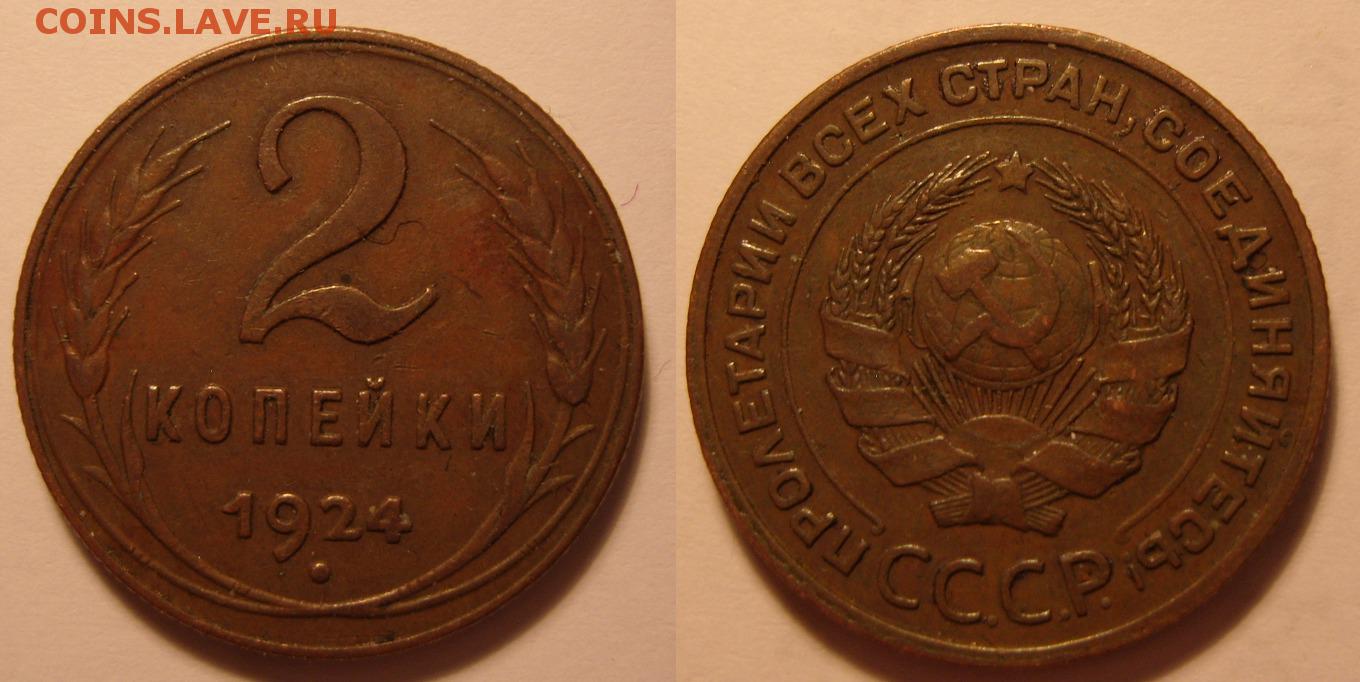 COINS.LAVE.RU
2
КОПЕЙКИ
1924
ПРОЛЕТАРИИ ВСЕХ СТРАН, СОЕДИНЯЙТЕСЬ!
С.С.С.Р.